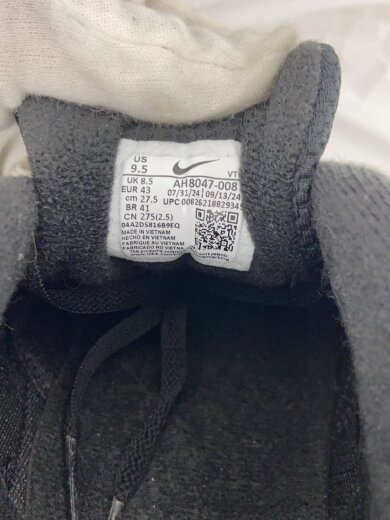 US
9.5
UK 8.5
EUR 43
cm 27.5
BR 41
CN 275(2.5)
AH8047-008
07/31/24 09/13/24
UPC 0082621882934
04A2D5816B9EQ
MADE IN VIETNAM
HECHO EN VIETNAM
FABRIQUE AU VIETNAM
FABRICADO NO VIETNAM